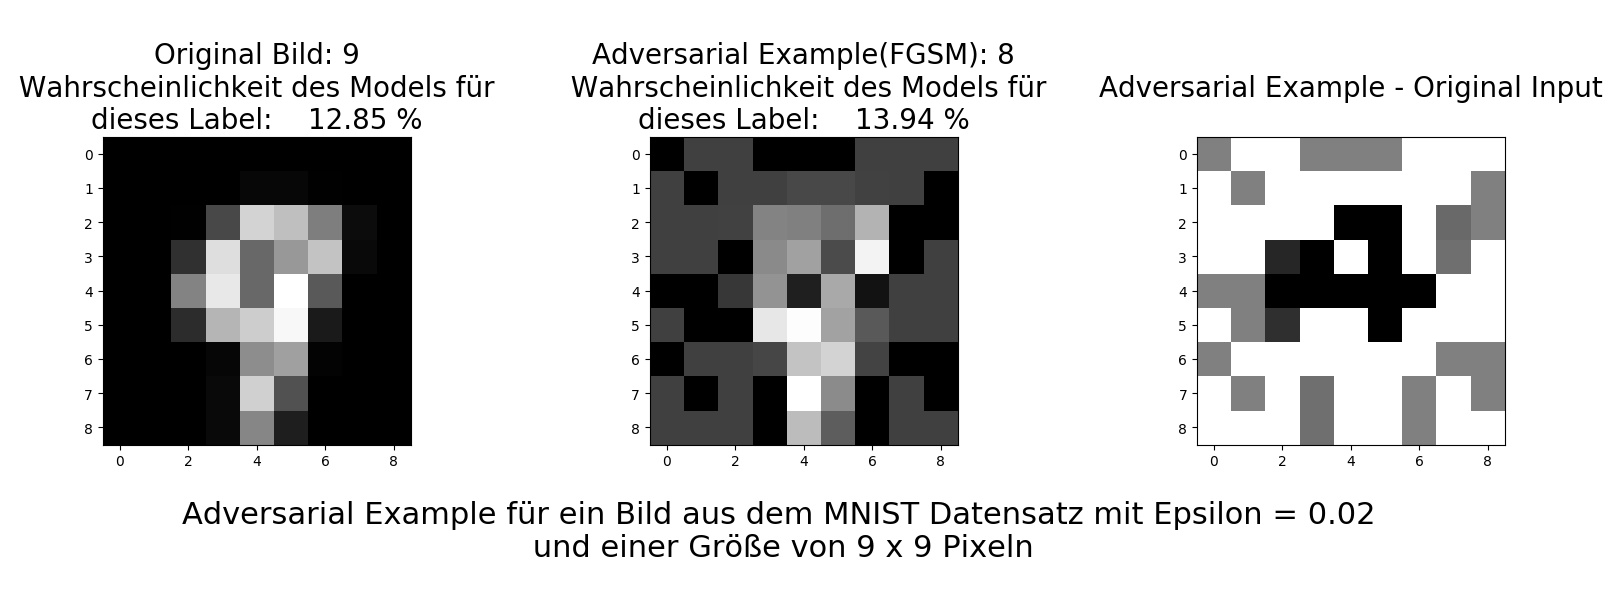 Original Bild: 9
Wahrscheinlichkeit des Models für
dieses Label: 12.85 %
0
1
2
3
4
5
6
7
8
0 2 4 6 8
Adversarial Example(FGSM): 8
Wahrscheinlichkeit des Models für
dieses Label: 13.94 %
0
1
2
3
4
5
6
7
8
0 2 4 6 8
Adversarial Example - Original Input
0
1
2
3
4
5
6
7
8
0 2 4 6 8
Adversarial Example für ein Bild aus dem MNIST Datensatz mit Epsilon = 0.02
und einer Größe von 9 x 9 Pixeln